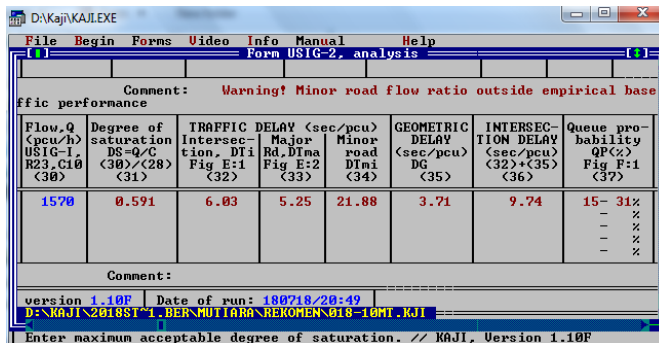 D:\Kaji\KAJI.EXE
File Begin Forms Video Info Manual Help
Form USIG-2, analysis
Comment: Warning! Minor road flow ratio outside empirical base
ffic performance
Flow,Q Degree of TRAFFIC DELAY (sec/pcu) GEOMETRIC INTERSEC- Queue pro-
(pcu/h) saturation Intersec- Major Minor DELAY TION DELAY bability
USIG-I, DS=Q/C tion, DTi Rd,DTma road (sec/pcu) (sec/pcu) QP(%)
R23,C10 (30)/(28) Fig E:1 Fig E:2 DTmi DG (32)+(35) Fig F:1
(30) (31) (32) (33) (34) (35) (36) (37)
1570 0.591 6.03 5.25 21.88 3.71 9.74 15- 31%
- %
- %
- %
Comment:
version 1.10F Date of run: 180718/20:49
D:\KAJI\2018ST~1.BER\MUTIARA\REKOMEN\018-10MT.KJI
Enter maximum acceptable degree of saturation. // KAJI, Version 1.10F